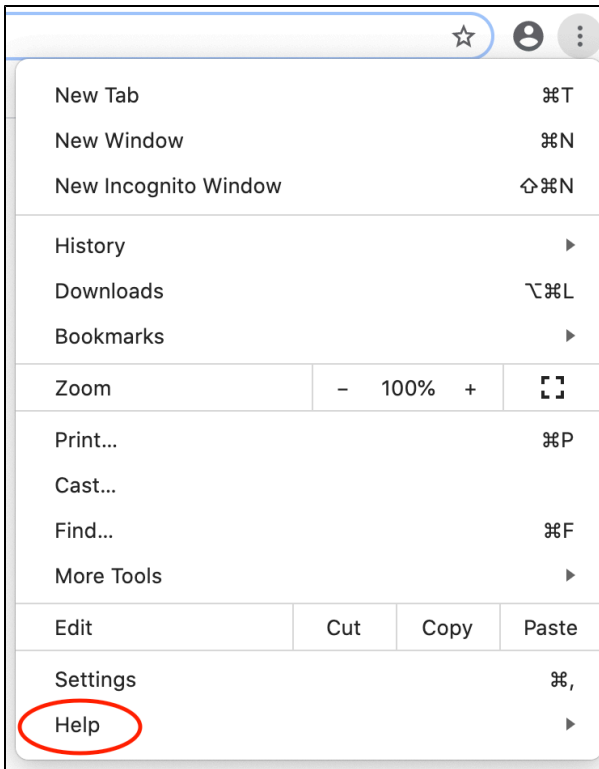 New Tab ⌘T
New Window ⌘N
New Incognito Window ⇧⌘N
History
Downloads ⌥⌘L
Bookmarks
Zoom - 100% +
Print... ⌘P
Cast...
Find... ⌘F
More Tools
Edit Cut Copy Paste
Settings ⌘,
Help